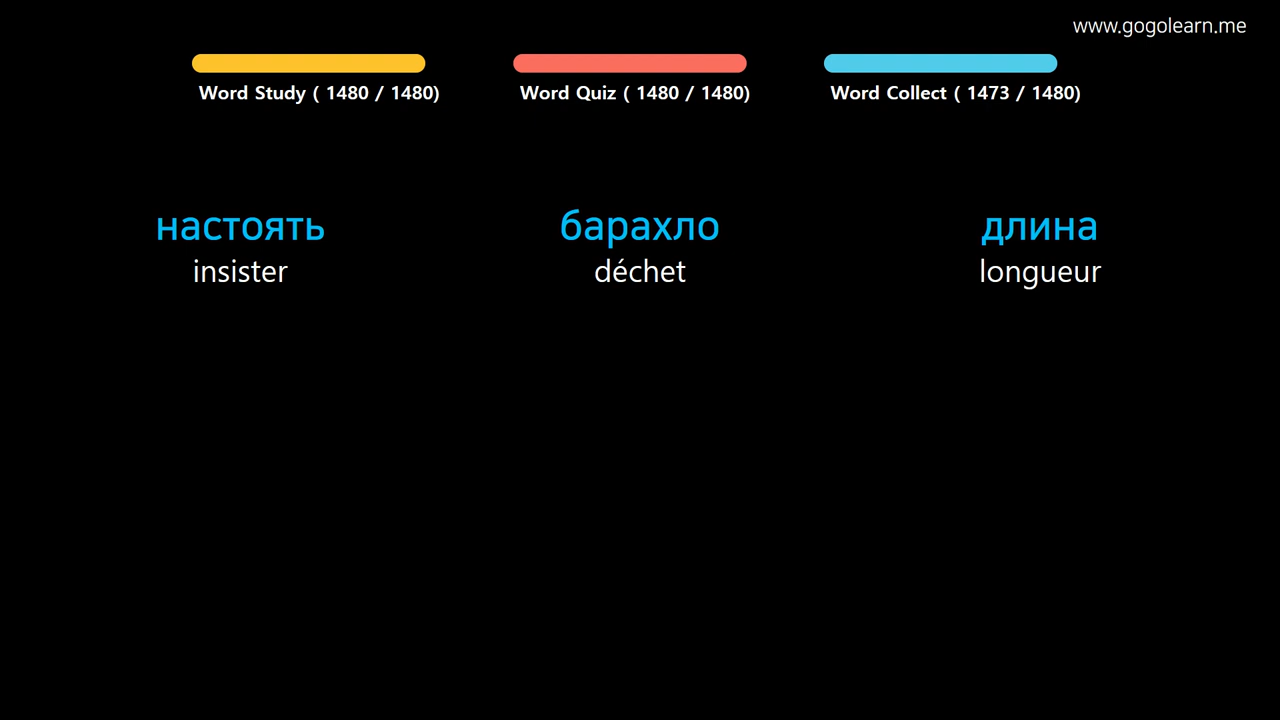 www.gogolearn.me
Word Study ( 1480 / 1480)
Word Quiz ( 1480 / 1480)
Word Collect ( 1473 / 1480)
настоять
insister
барахло
déchet
длина
longueur